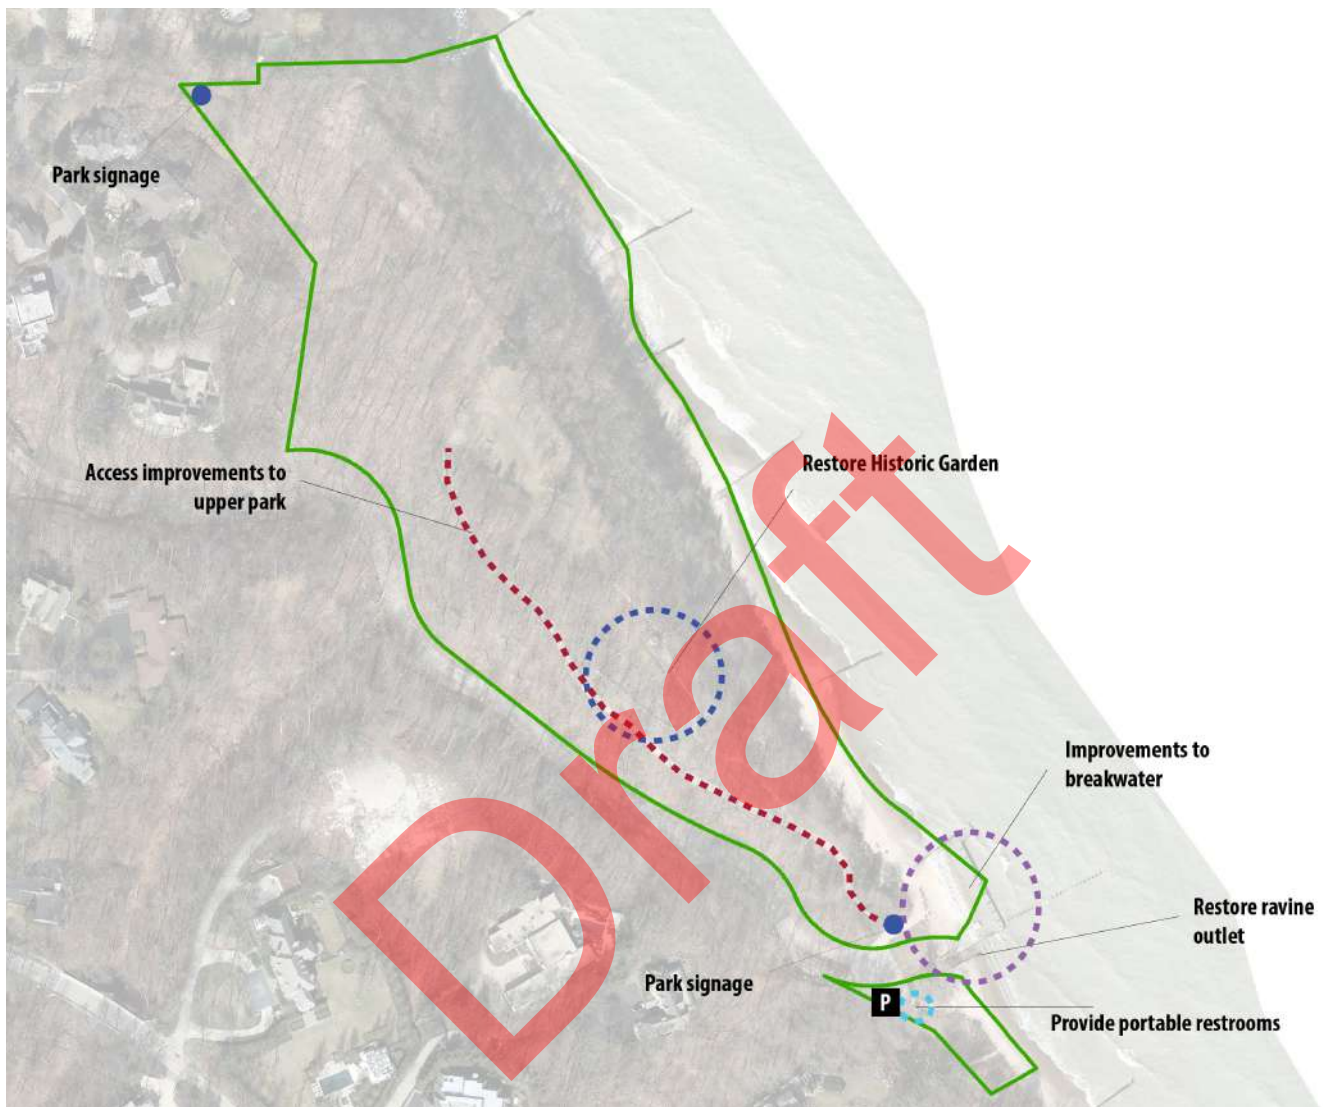 Park signage
Access improvements to
upper park
Restore Historic Garden
Draft
Improvements to
breakwater
Restore ravine
outlet
Park signage
P
Provide portable restrooms